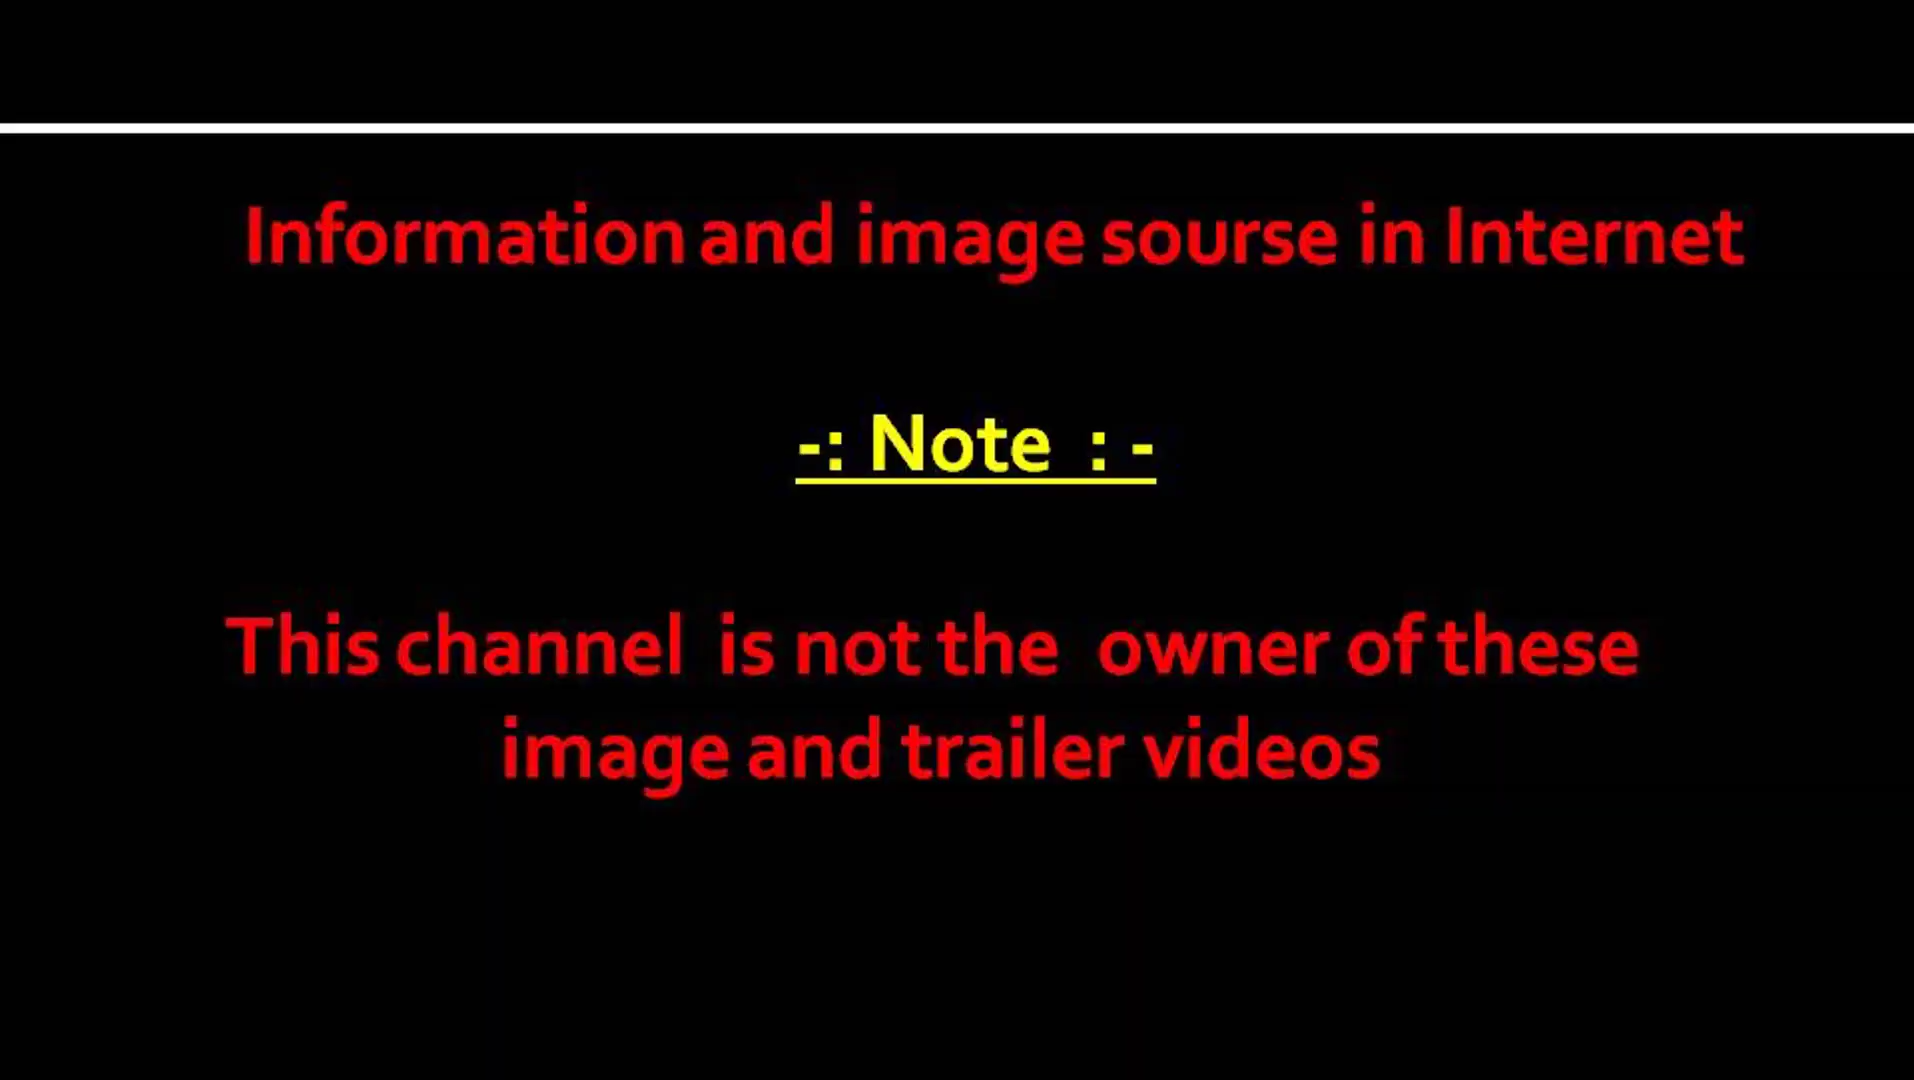 Information and image sourse in Internet
-: Note : -
This channel is not the owner of these
image and trailer videos